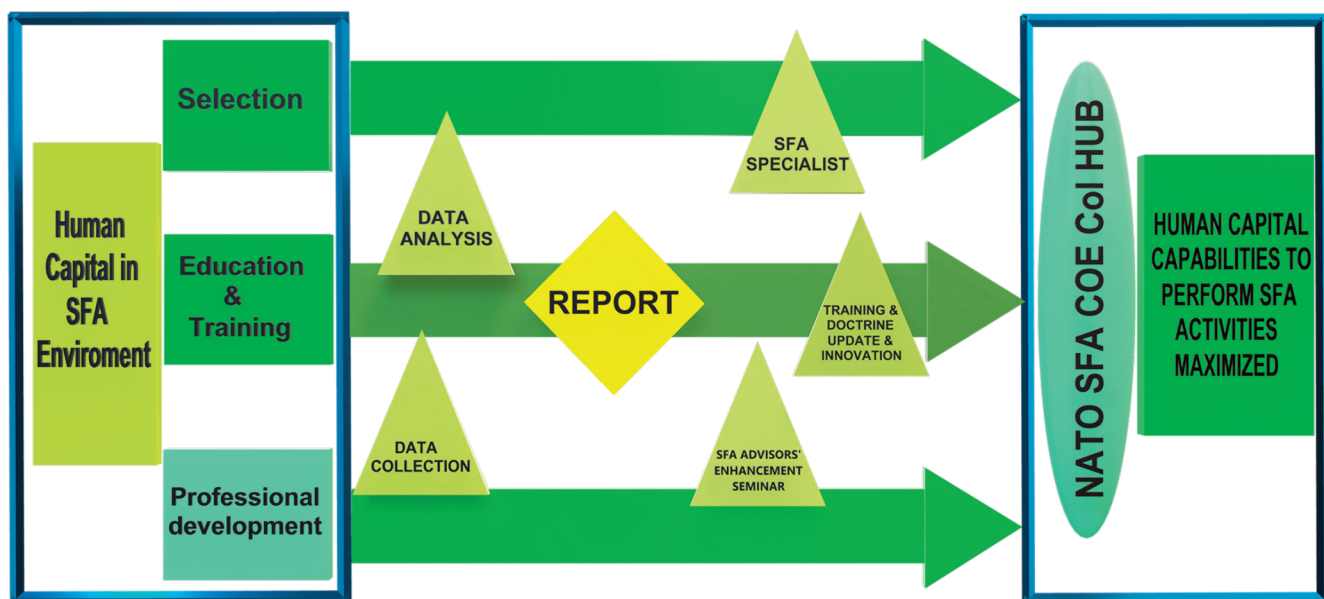 Human
Capital in
SFA
Enviroment
Selection
Education
&
Training
Professional
development
DATA
ANALYSIS
DATA
COLLECTION
REPORT
SFA
SPECIALIST
TRAINING &
DOCTRINE
UPDATE &
INNOVATION
SFA ADVISORS'
ENHANCEMENT
SEMINAR
NATO SFA COE CoI HUB
HUMAN CAPITAL
CAPABILITIES TO
PERFORM SFA
ACTIVITIES
MAXIMIZED